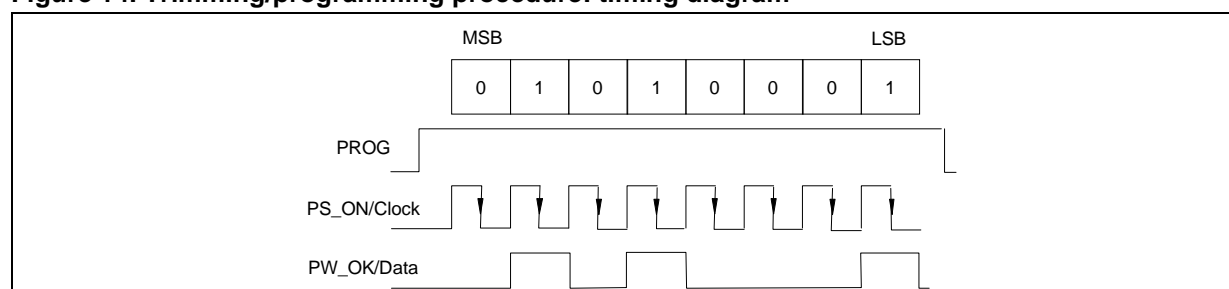 MSB LSB
0 1 0 1 0 0 0 1
PROG
PS_ON/Clock
PW_OK/Data